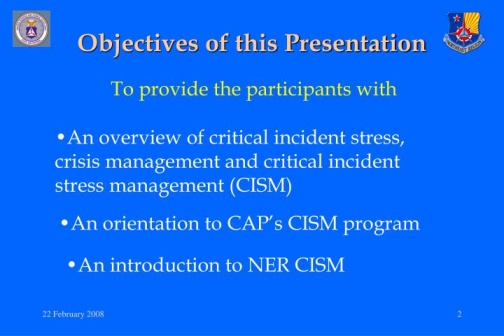 Objectives of this Presentation
To provide the participants with
•An overview of critical incident stress,
crisis management and critical incident
stress management (CISM)
•An orientation to CAP's CISM program
•An introduction to NER CISM
22 February 2008
2